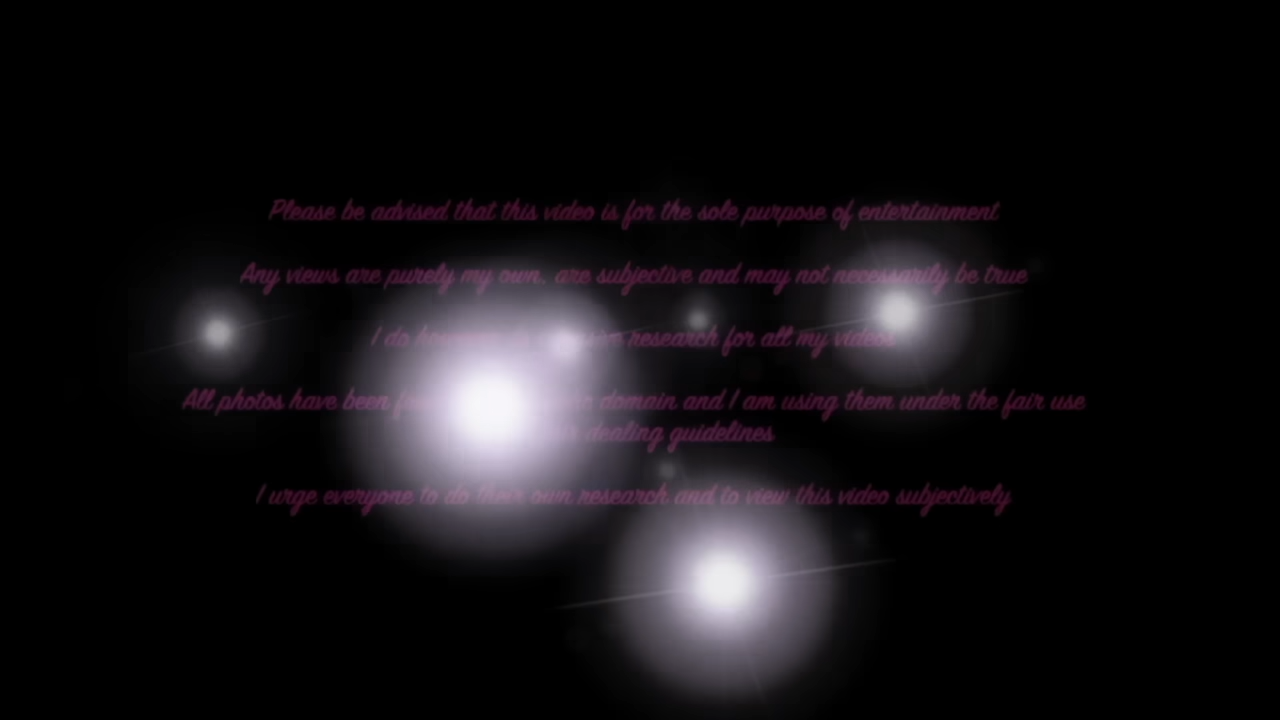 Please be advised that this video is for the sole purpose of entertainment
Any views are purely my own, are subjective and may not necessarily be true
I do research for all my videos
All photos have been domain and I am using them under the fair use
dealing guidelines
I urge everyone to do their own research and to view this video subjectively